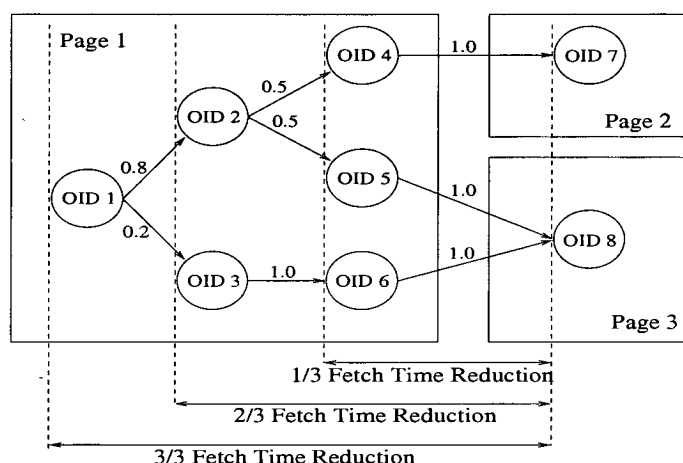 Page 1
OID 4
1.0
OID 7
0.5
OID 2
0.5
Page 2
0.8
OID 5
OID 1
1.0
0.2
OID 8
1.0
OID 3
1.0
OID 6
Page 3
1/3 Fetch Time Reduction
2/3 Fetch Time Reduction
3/3 Fetch Time Reduction